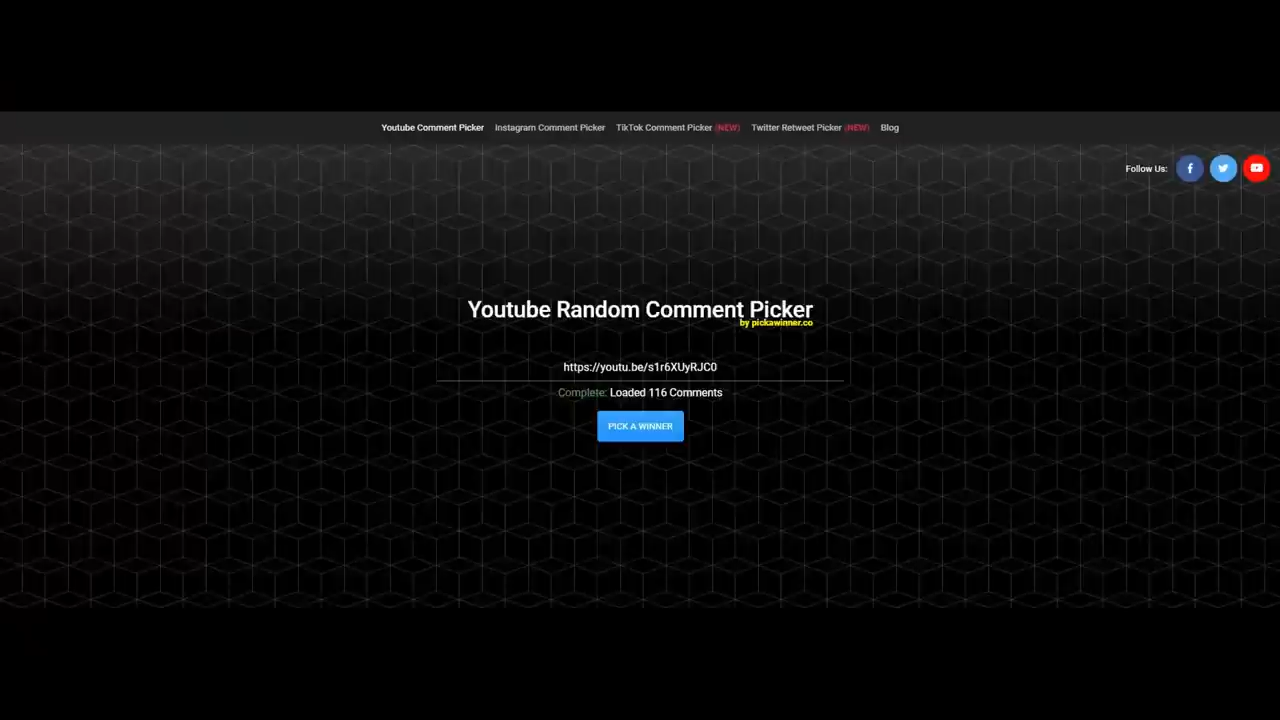 Youtube Comment Picker Instagram Comment Picker TikTok Comment Picker (NEW) Twitter Retweet Picker (NEW) Blog
Follow Us:
Youtube Random Comment Picker
by pickawinner.co
https://youtu.be/s1r6XUyRJC0
Complete: Loaded 116 Comments
PICK A WINNER